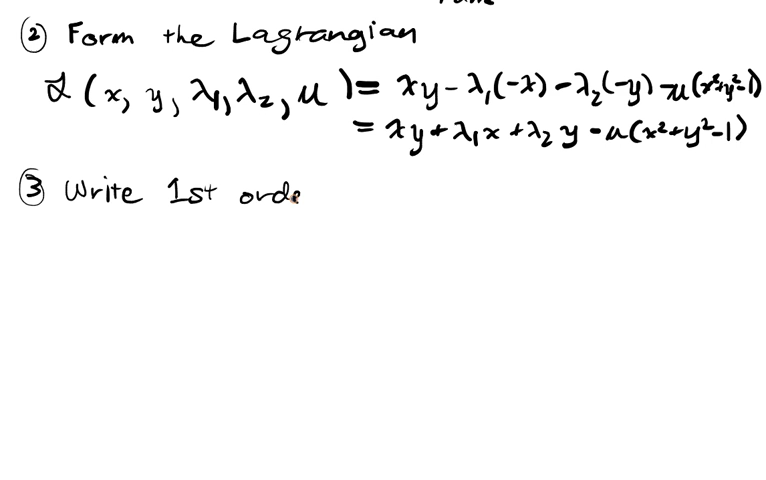 ② Form the Lagrangian
ℒ(x, y, λ₁, λ₂, μ) = xy - λ₁(-x) - λ₂(-y) - μ(x²+y²-1)
= xy + λ₁x + λ₂y - μ(x²+y²-1)
③ Write 1st orde